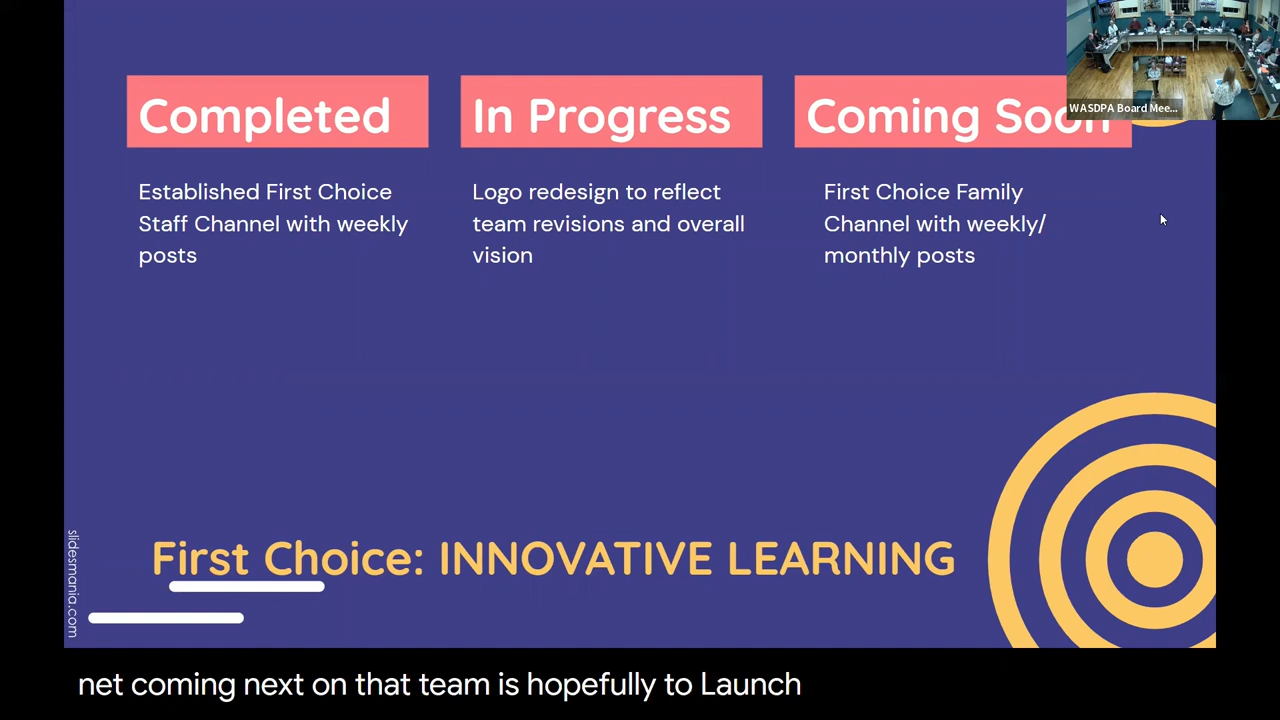 Completed
In Progress
Coming Soon
WASDPA Board Mee...
Established First Choice
Staff Channel with weekly
posts
Logo redesign to reflect
team revisions and overall
vision
First Choice Family
Channel with weekly/
monthly posts
First Choice: INNOVATIVE LEARNING
slidesmania.com
net coming next on that team is hopefully to Launch